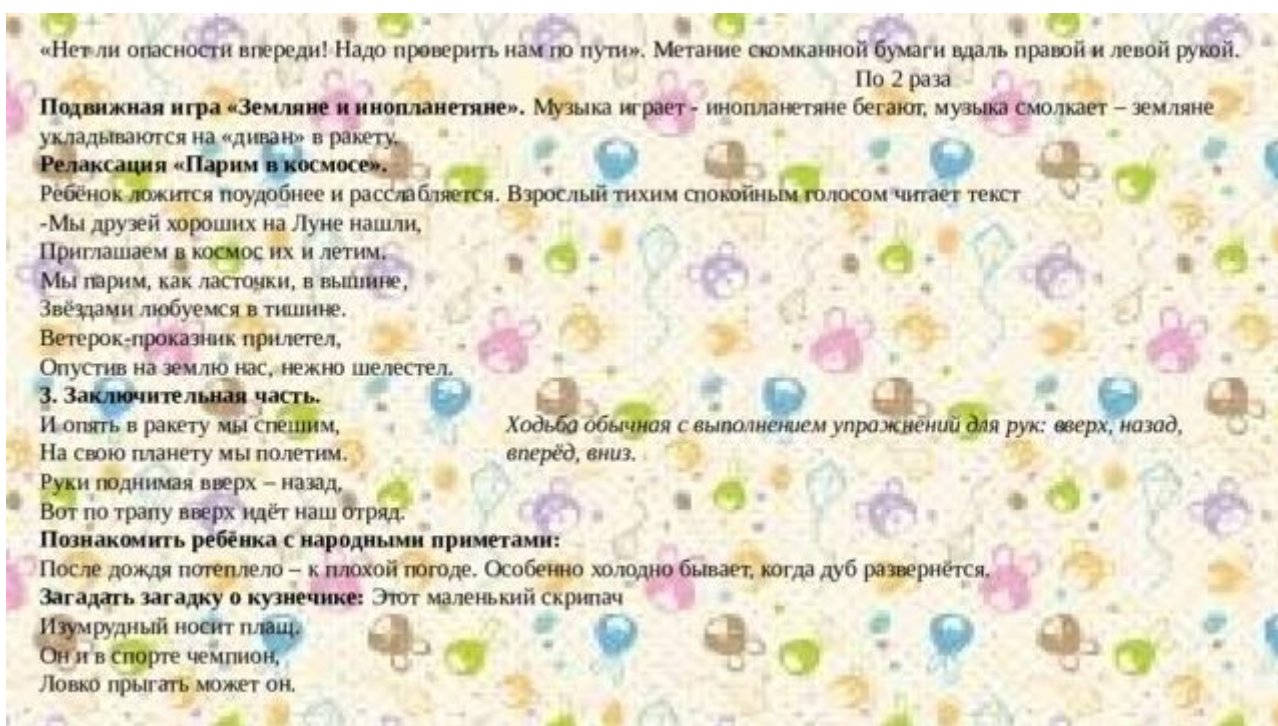 «Нет ли опасности впереди! Надо проверить нам по пути». Метание скомканной бумаги вдаль правой и левой рукой.
По 2 раза
Подвижная игра «Земляне и инопланетяне». Музыка играет - инопланетяне бегают, музыка смолкает – земляне
укладываются на «диван» в ракету.
Релаксация «Парим в космосе».
Ребёнок ложится поудобнее и расслабляется. Взрослый тихим спокойным голосом читает текст
-Мы друзей хороших на Луне нашли,
Приглашаем в космос их и летим.
Мы парим, как ласточки, в вышине,
Звёздами любуемся в тишине.
Ветерок-проказник прилетел,
Опустив на землю нас, нежно шелестел.
3. Заключительная часть.
И опять в ракету мы спешим, Ходьба обычная с выполнением упражнений для рук: вверх, назад,
На свою планету мы полетим. вперёд, вниз.
Руки поднимая вверх – назад,
Вот по трапу вверх идёт наш отряд.
Познакомить ребёнка с народными приметами:
После дождя потеплело – к плохой погоде. Особенно холодно бывает, когда дуб развернётся.
Загадать загадку о кузнечике: Этот маленький скрипач
Изумрудный носит плащ.
Он и в спорте чемпион,
Ловко прыгать может он.